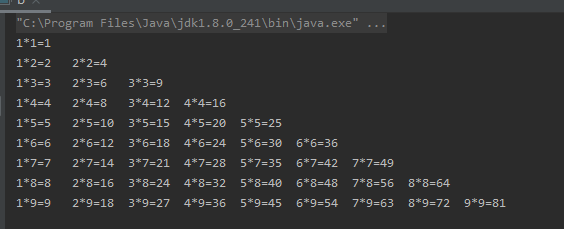 "C:\Program Files\Java\jdk1.8.0_241\bin\java.exe" ...
1*1=1
1*2=2 2*2=4
1*3=3 2*3=6 3*3=9
1*4=4 2*4=8 3*4=12 4*4=16
1*5=5 2*5=10 3*5=15 4*5=20 5*5=25
1*6=6 2*6=12 3*6=18 4*6=24 5*6=30 6*6=36
1*7=7 2*7=14 3*7=21 4*7=28 5*7=35 6*7=42 7*7=49
1*8=8 2*8=16 3*8=24 4*8=32 5*8=40 6*8=48 7*8=56 8*8=64
1*9=9 2*9=18 3*9=27 4*9=36 5*9=45 6*9=54 7*9=63 8*9=72 9*9=81